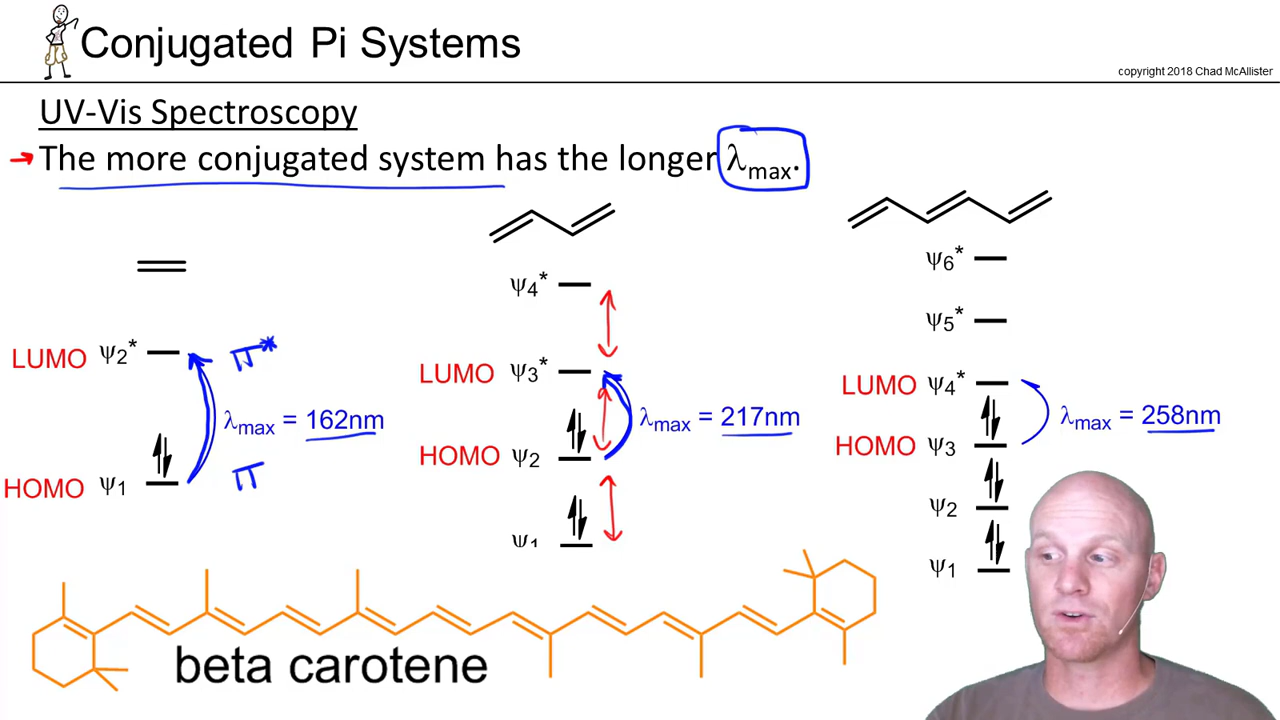 Conjugated Pi Systems
copyright 2018 Chad McAllister
UV-Vis Spectroscopy
→ The more conjugated system has the longer λmax.
LUMO ψ2*
π*
λmax = 162nm
HOMO ψ1
π
ψ4*
LUMO ψ3*
λmax = 217nm
HOMO ψ2
ψ1
ψ6*
ψ5*
LUMO ψ4*
λmax = 258nm
HOMO ψ3
ψ2
ψ1
beta carotene